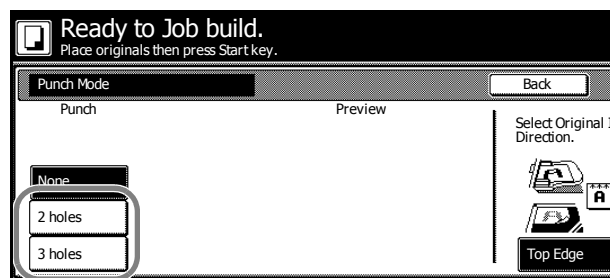 Ready to Job build.
Place originals then press Start key.
Punch Mode
Back
Punch
Preview
Select Original
Direction.
None
2 holes
3 holes
A
Top Edge